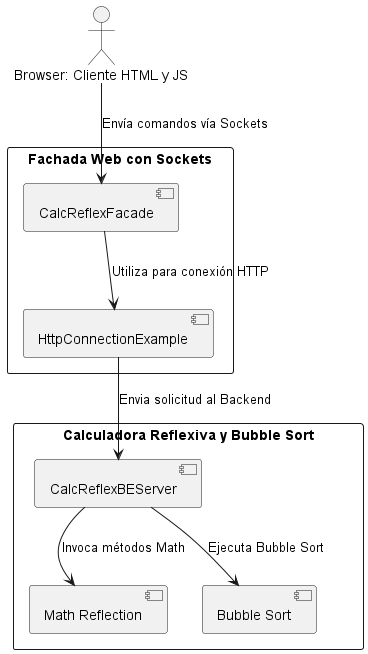 Browser: Cliente HTML y JS
Envía comandos vía Sockets
Fachada Web con Sockets
CalcReflexFacade
Utiliza para conexión HTTP
HttpConnectionExample
Envia solicitud al Backend
Calculadora Reflexiva y Bubble Sort
CalcReflexBEServer
Invoca métodos Math
Ejecuta Bubble Sort
Math Reflection
Bubble Sort